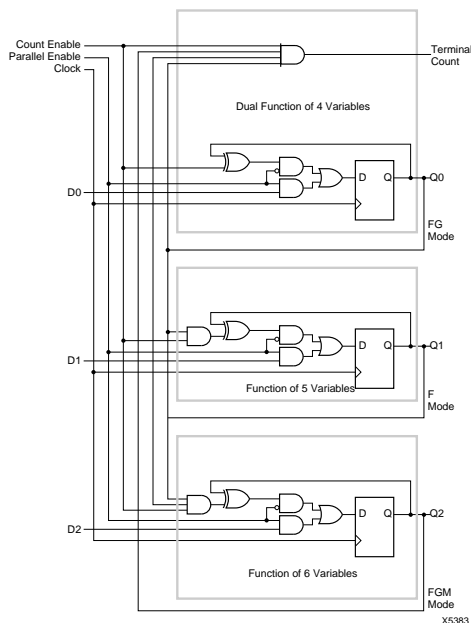 Count Enable
Parallel Enable
Clock
Terminal
Count
Dual Function of 4 Variables
D Q
Q0
D0
FG
Mode
D Q
Q1
D1
Function of 5 Variables
F
Mode
D Q
Q2
D2
Function of 6 Variables
FGM
Mode
X5383